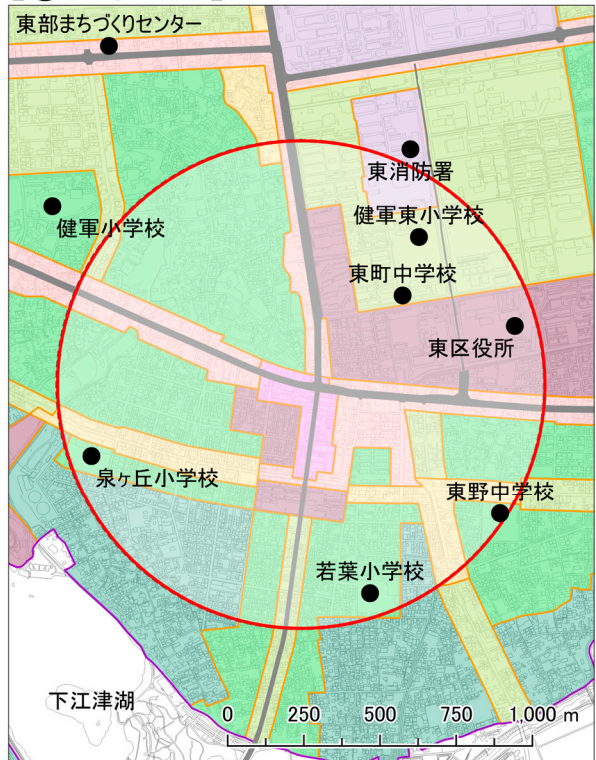 東部まちづくりセンター
東消防署
健軍小学校
健軍東小学校
東町中学校
東区役所
泉ヶ丘小学校
東野中学校
若葉小学校
下江津湖
0 250 500 750 1,000 m